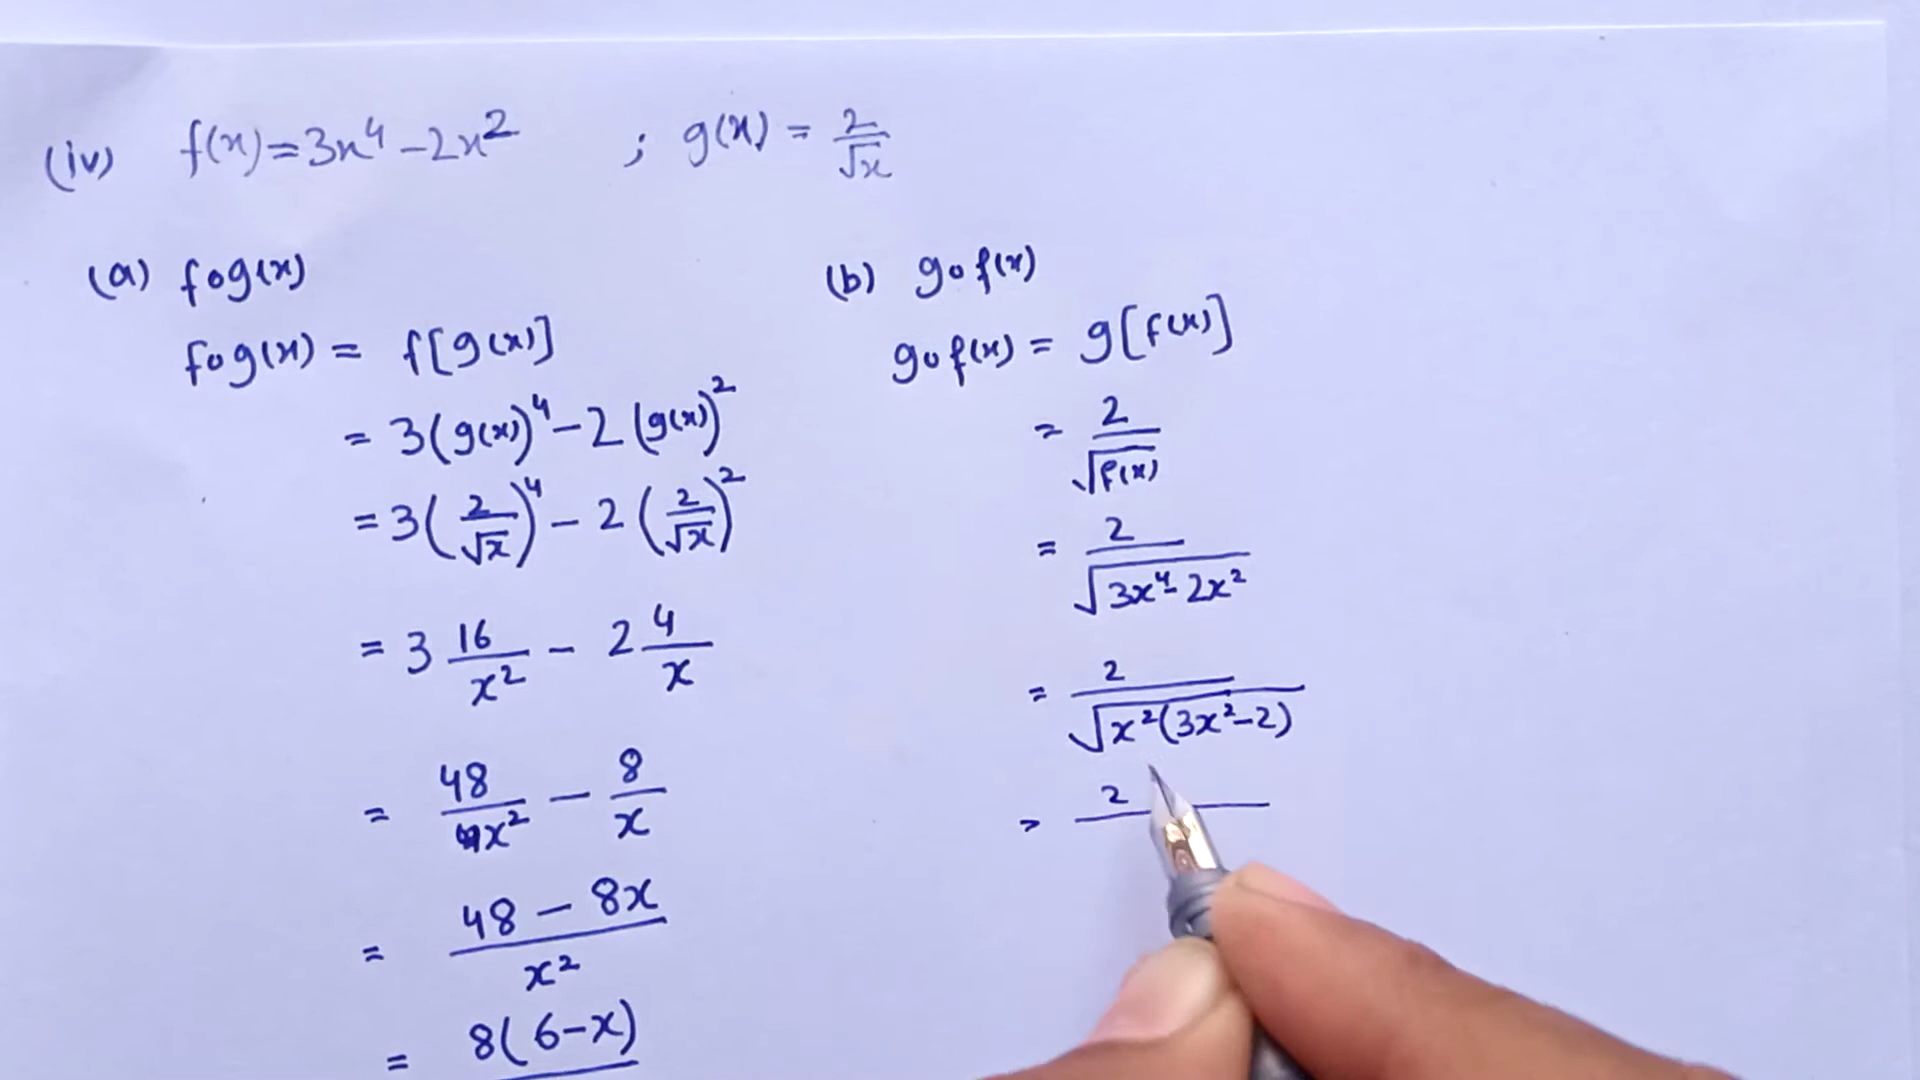 (iv) f(x)=3x⁴-2x² ; g(x) = 2/√x
(a) fog(x)
fog(x) = f[g(x)]
= 3(g(x))⁴-2(g(x))²
=3(2/√x)⁴-2(2/√x)²
= 3 16/x² - 2 4/x
= 48/x² - 8/x
= 48-8x/x²
= 8(6-x)
(b) gof(x)
gof(x) = g[f(x)]
= 2/√f(x)
= 2/√3x⁴-2x²
= 2/√x²(3x²-2)
= 2